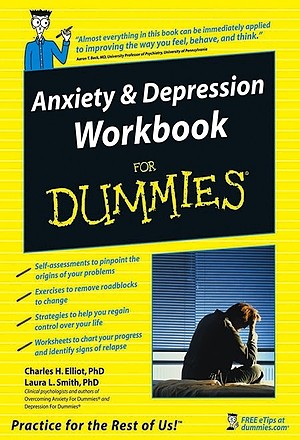 "Almost everything in this book can be immediately applied
to improving the way you feel, behave, and think."
Aaron T. Beck, MD, University Professor of Psychiatry, University of Pennsylvania
Anxiety & Depression
Workbook
FOR
DUMMIES®
Self-assessments to pinpoint the
origins of your problems
Exercises to remove roadblocks
to change
Strategies to help you regain
control over your life
Worksheets to chart your progress
and identify signs of relapse
Charles H. Elliot, PhD
Laura L. Smith, PhD
Clinical psychologists and authors of
Overcoming Anxiety For Dummies® and
Depression For Dummies®
Practice for the Rest of Us!™
FREE eTips at
dummies.com®